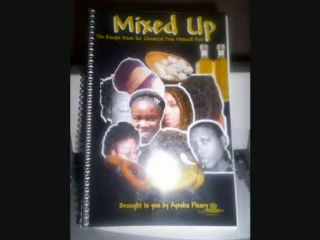 Mixed Up
The Recipe Book for Chemical Free Natural Hair
Brought to you by Ayesha Fleary